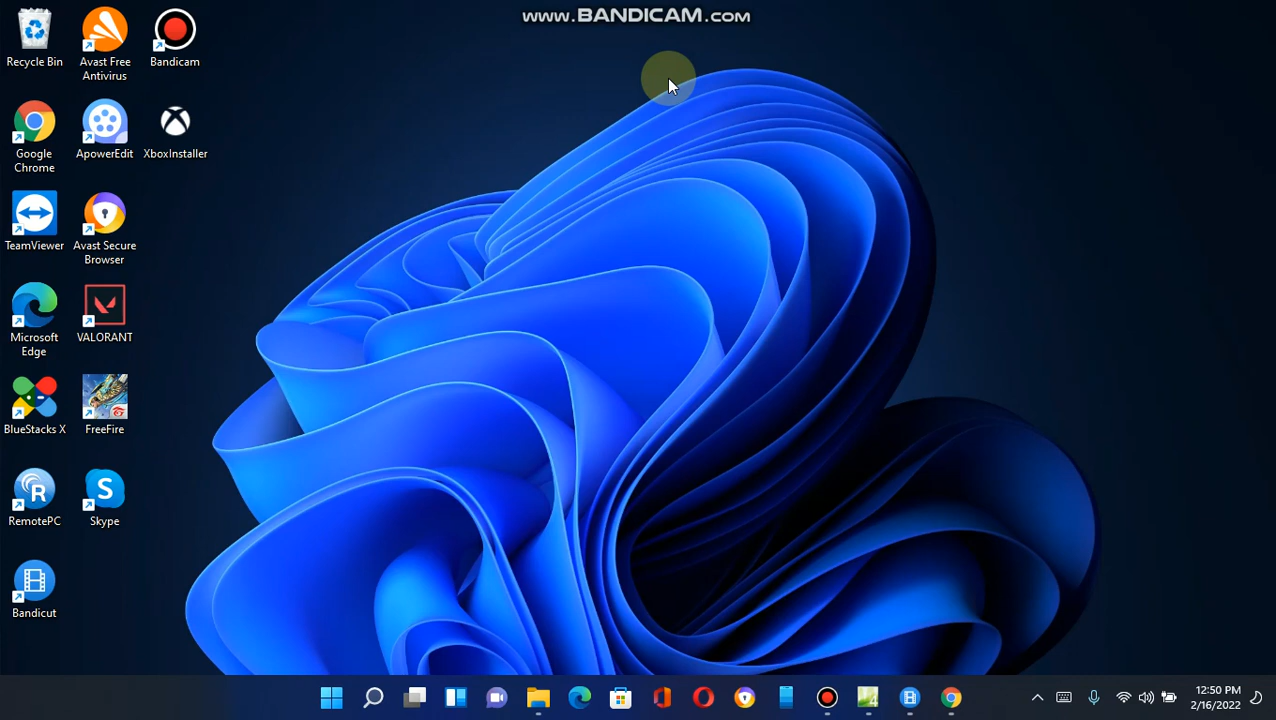 www.BANDICAM.com
Recycle Bin
Avast Free
Antivirus
Bandicam
Google
Chrome
ApowerEdit
XboxInstaller
TeamViewer
Avast Secure
Browser
Microsoft
Edge
VALORANT
BlueStacks X
FreeFire
RemotePC
Skype
Bandicut
12:50 PM
2/16/2022